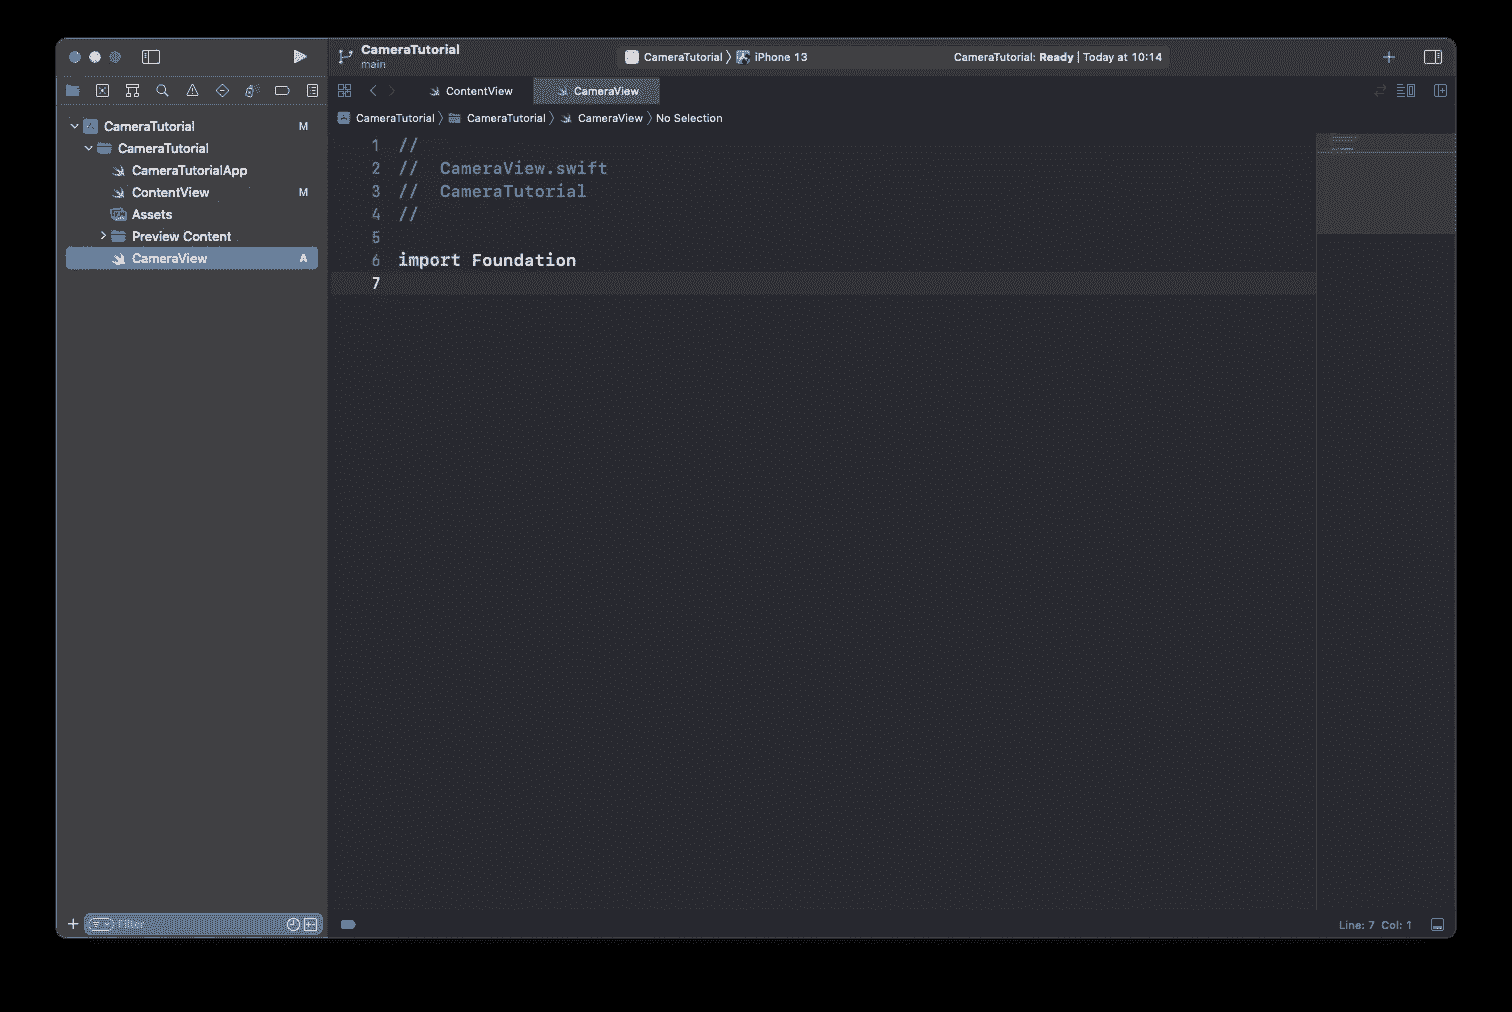 CameraTutorial
main
CameraTutorial
iPhone 13
CameraTutorial: Ready | Today at 10:14
ContentView
CameraView
CameraTutorial
CameraTutorial
CameraView
No Selection
CameraTutorial M
CameraTutorial
CameraTutorialApp
ContentView M
Assets
Preview Content
CameraView A
1 //
2 // CameraView.swift
3 // CameraTutorial
4 //
5
6 import Foundation
7
Filter
Line: 7 Col: 1